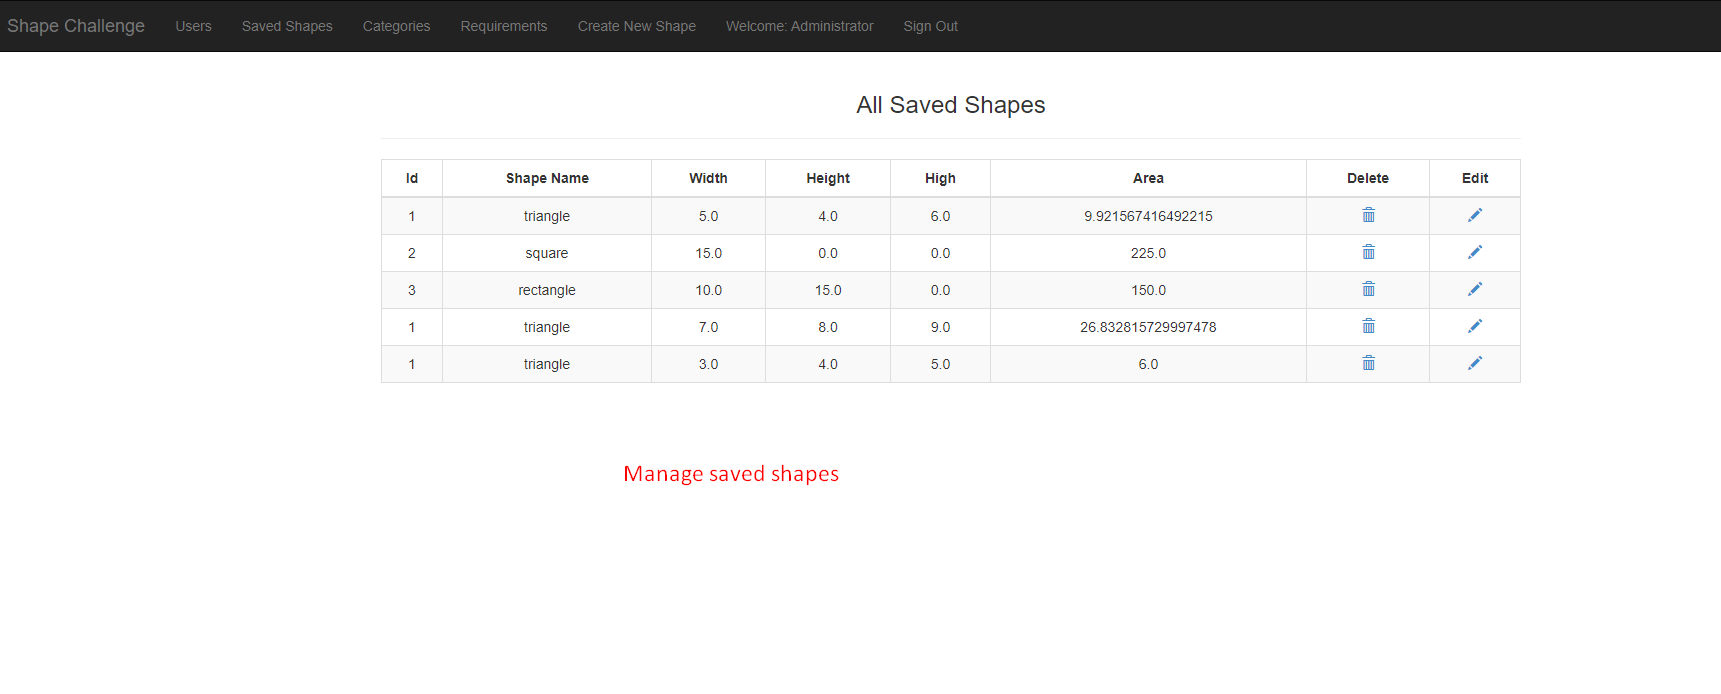 Shape Challenge Users Saved Shapes Categories Requirements Create New Shape Welcome: Administrator Sign Out
All Saved Shapes
Id Shape Name Width Height High Area Delete Edit
1 triangle 5.0 4.0 6.0 9.921567416492215
2 square 15.0 0.0 0.0 225.0
3 rectangle 10.0 15.0 0.0 150.0
1 triangle 7.0 8.0 9.0 26.832815729997478
1 triangle 3.0 4.0 5.0 6.0
Manage saved shapes